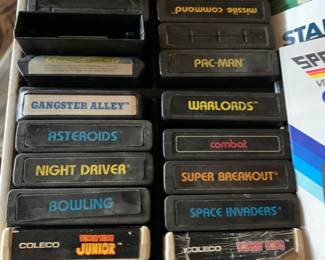 missile command
PAC-MAN
GANGSTER ALLEY
ASTEROIDS
NIGHT DRIVER
BOWLING
COLECO
JUNIOR
WARLORDS
combat
SUPER BREAKOUT
SPACE INVADERS
COLECO
STA
SPE